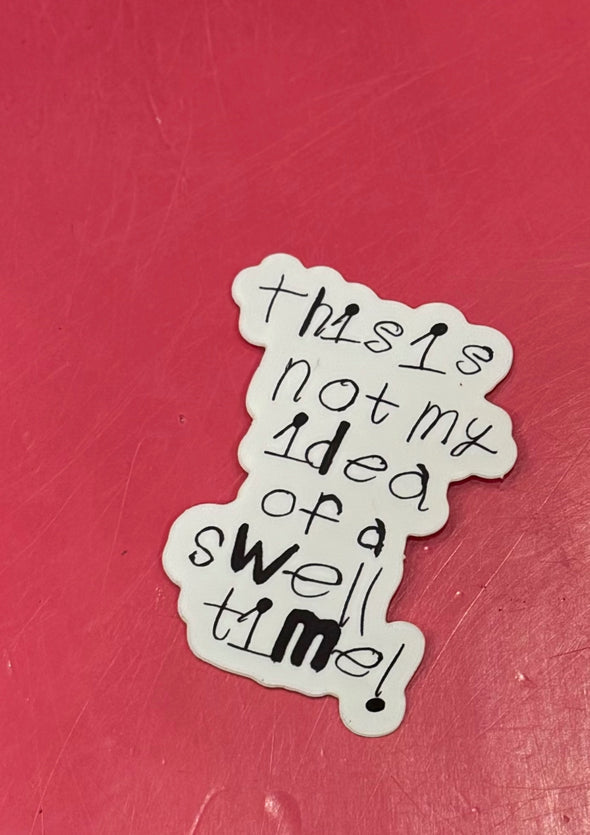 this is
not my
idea
of a
swell
time!